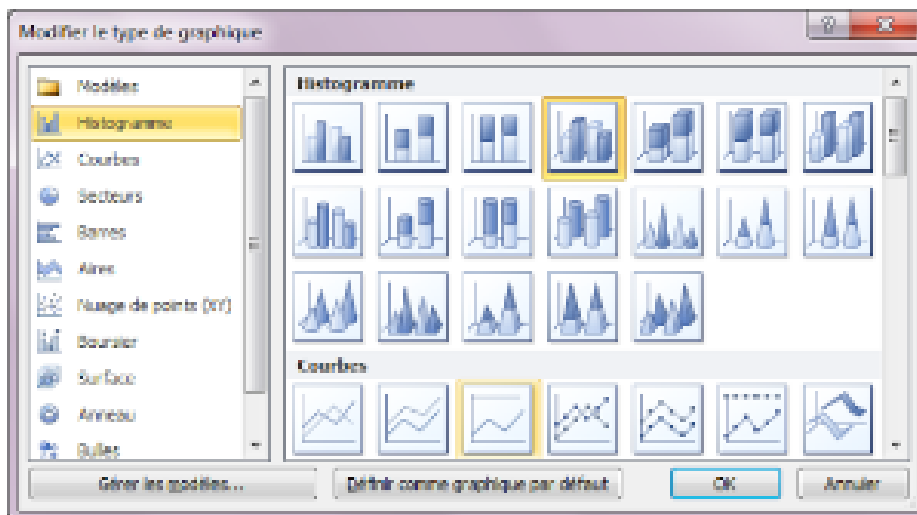 Modifier le type de graphique
Modèles
Histogramme
Courbes
Secteurs
Barres
Aires
Nuage de points (XY)
Boursier
Surface
Anneau
Bulles
Histogramme
Courbes
Gérer les modèles...
Définir comme graphique par défaut
OK
Annuler